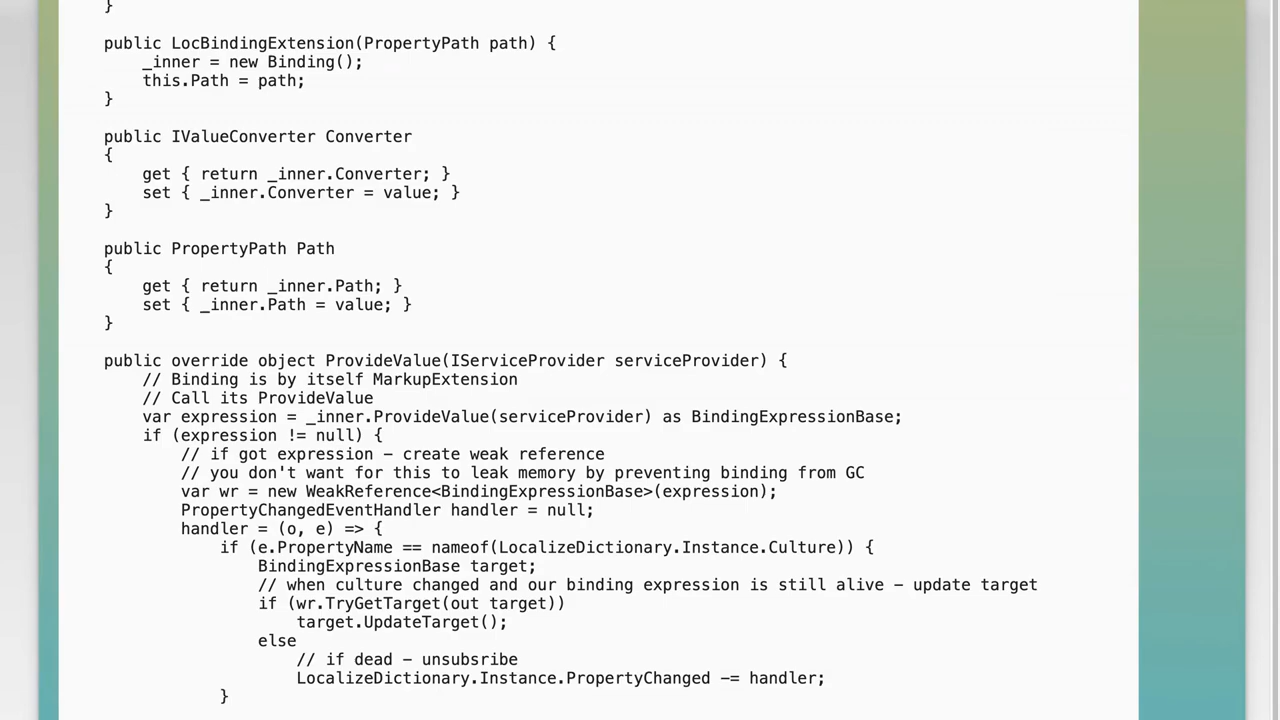 }
public LocBindingExtension(PropertyPath path) {
    _inner = new Binding();
    this.Path = path;
}
public IValueConverter Converter
{
    get { return _inner.Converter; }
    set { _inner.Converter = value; }
}
public PropertyPath Path
{
    get { return _inner.Path; }
    set { _inner.Path = value; }
}
public override object ProvideValue(IServiceProvider serviceProvider) {
    // Binding is by itself MarkupExtension
    // Call its ProvideValue
    var expression = _inner.ProvideValue(serviceProvider) as BindingExpressionBase;
    if (expression != null) {
        // if got expression - create weak reference
        // you don't want for this to leak memory by preventing binding from GC
        var wr = new WeakReference<BindingExpressionBase>(expression);
        PropertyChangedEventHandler handler = null;
        handler = (o, e) => {
            if (e.PropertyName == nameof(LocalizeDictionary.Instance.Culture)) {
                BindingExpressionBase target;
                // when culture changed and our binding expression is still alive - update target
                if (wr.TryGetTarget(out target))
                    target.UpdateTarget();
                else
                    // if dead - unsubsribe
                    LocalizeDictionary.Instance.PropertyChanged -= handler;
            }